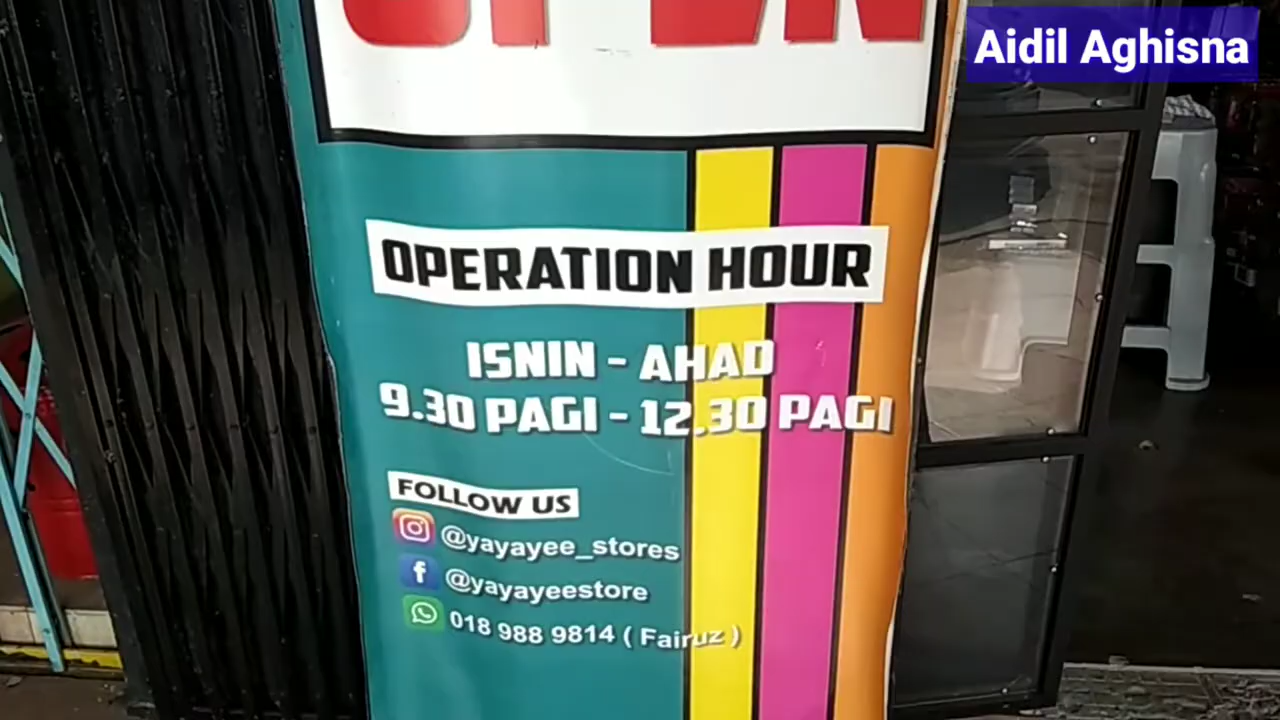 OPEN
Aidil Aghisna
OPERATION HOUR
ISNIN - AHAD
9.30 PAGI - 12.30 PAGI
FOLLOW US
@yayayee_stores
@yayayeestore
018 988 9814 ( Fairuz )